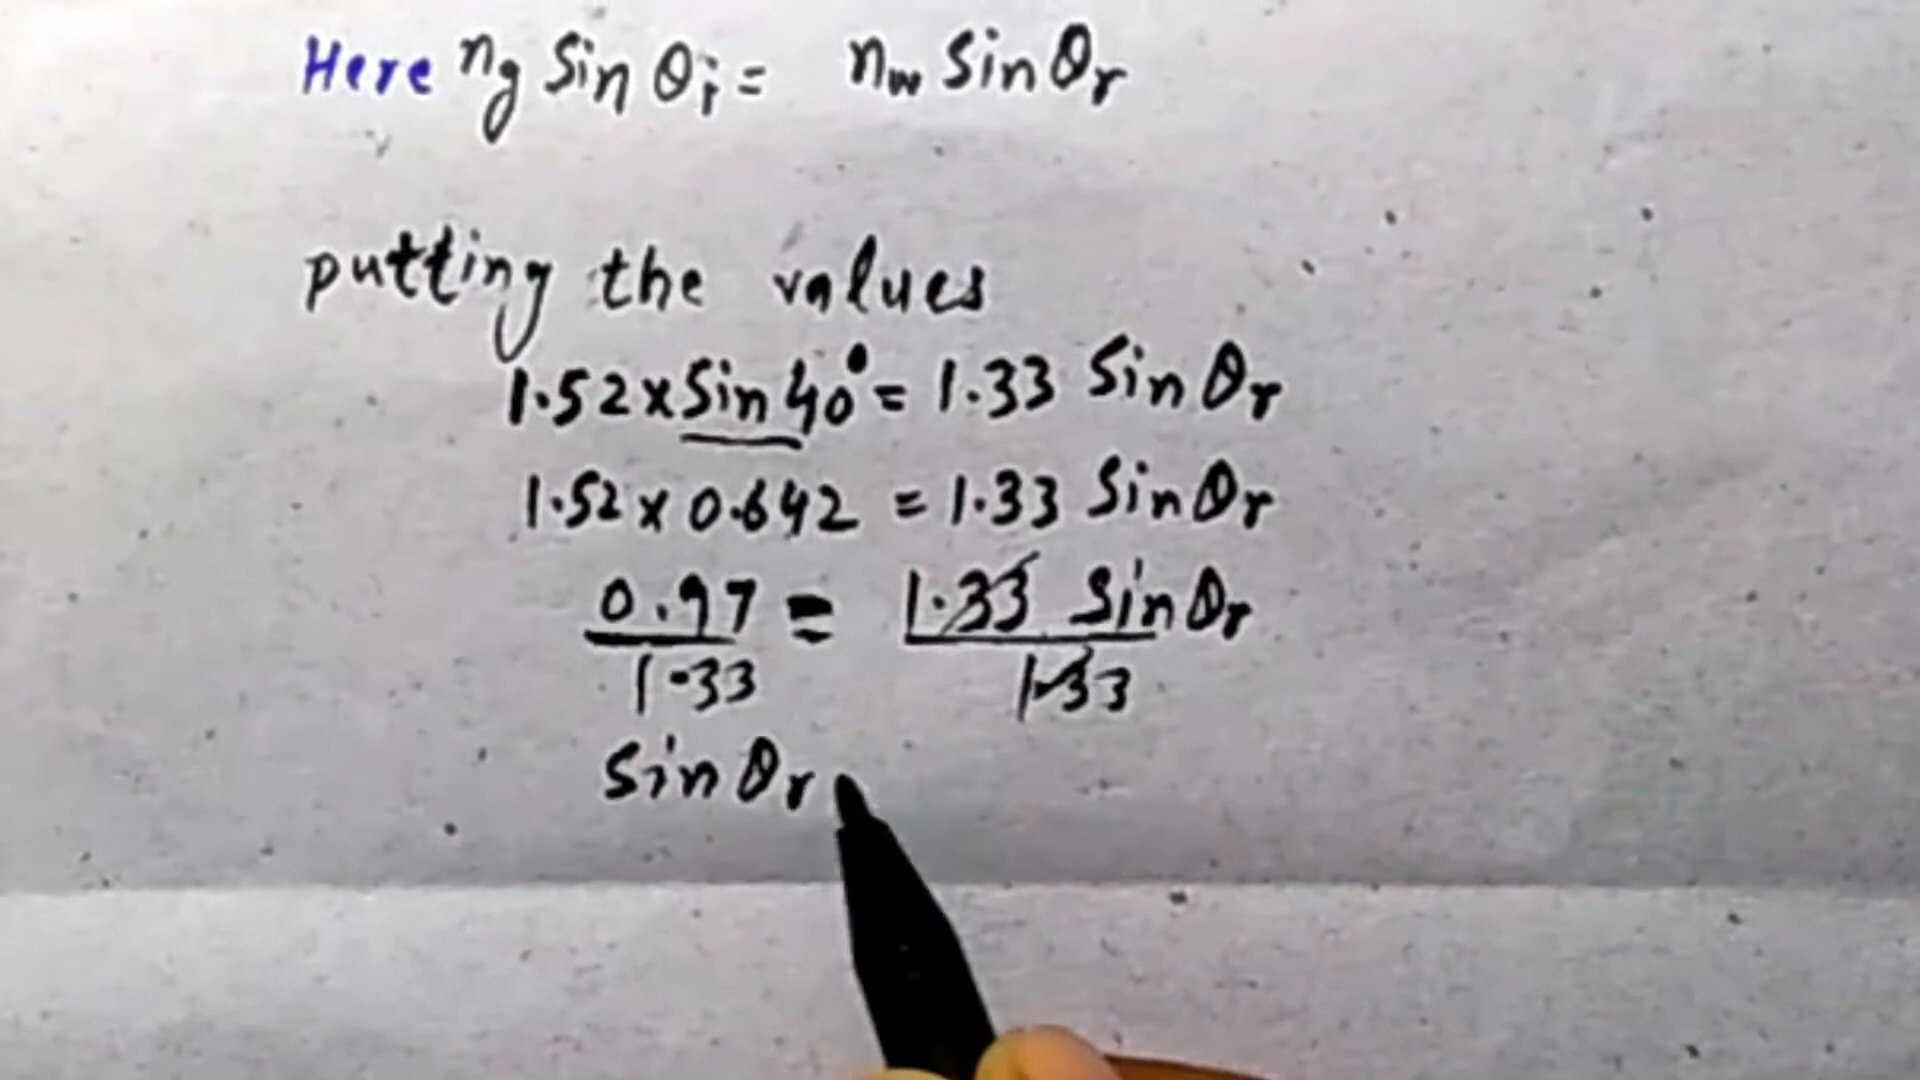 Here ng Sin θi = nw Sin θr
putting the values
1.52 x Sin 40° = 1.33 Sin θr
1.52 x 0.642 = 1.33 Sin θr
0.97 = 1.33 Sin θr
1.33 1.33
Sin θr